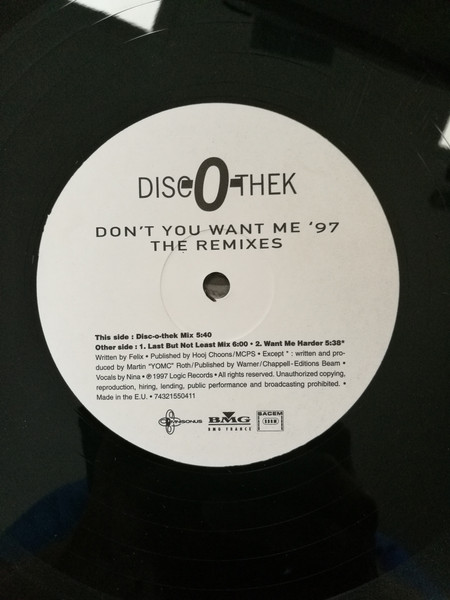 DISC-O-THEK
DON'T YOU WANT ME '97
THE REMIXES
This side : Disc-o-thek Mix 5:40
Other side : 1. Last But Not Least Mix 6:00 • 2. Want Me Harder 5:38*
Written by Felix • Published by Hooj Choons/MCPS • Except * : written and pro-
duced by Martin "YOMC" Roth/Published by Warner/Chappell-Editions Beam •
Vocals by Nina • ℗ 1997 Logic Records • All rights reserved. Unauthorized copying,
reproduction, hiring, lending, public performance and broadcasting prohibited. •
Made in the E.U. • 74321550411
BMG
BMG FRANCE
SACEM